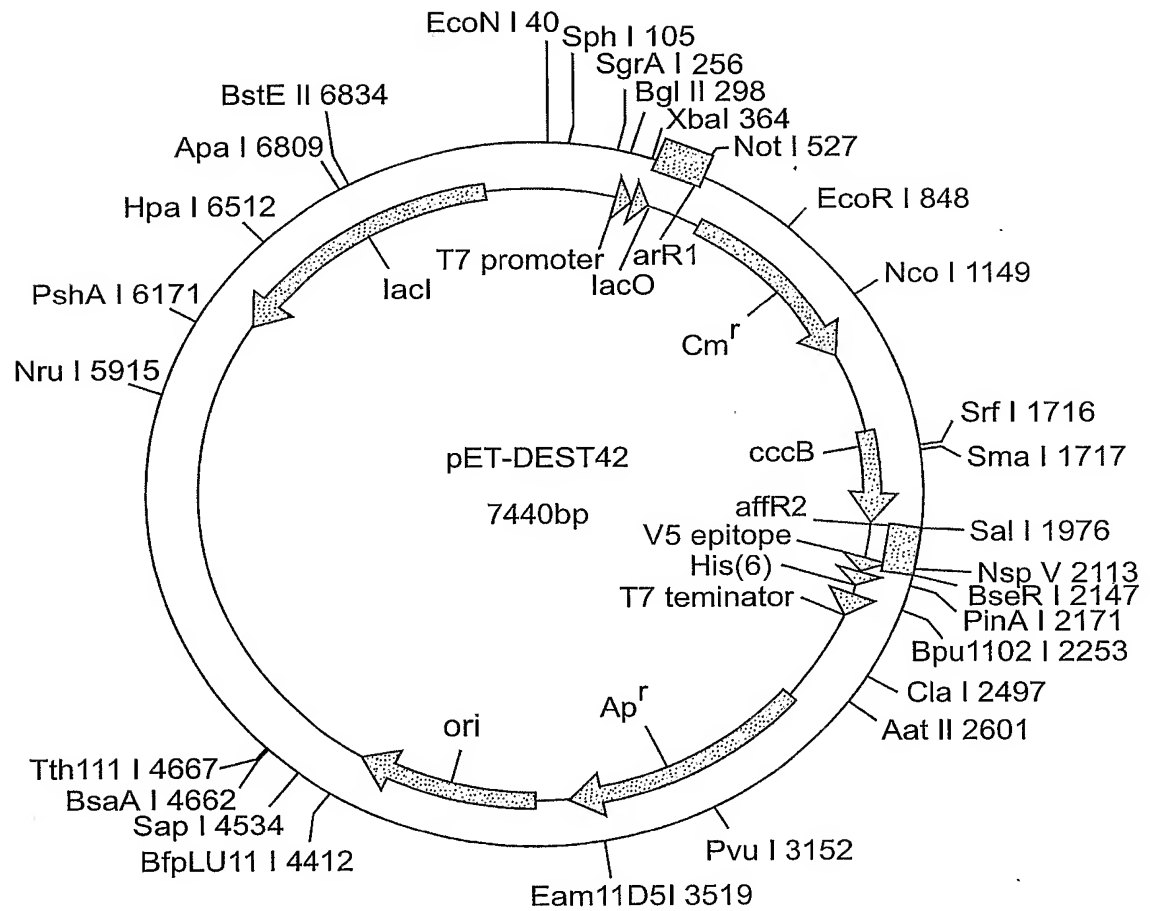 EcoN I 40
Sph I 105
SgrA I 256
Bgl II 298
XbaI 364
Not I 527
EcoR I 848
Nco I 1149
Srf I 1716
Sma I 1717
Sal I 1976
Nsp V 2113
BseR I 2147
PinA I 2171
Bpu1102 I 2253
Cla I 2497
Aat II 2601
Pvu I 3152
Eam11D5I 3519
BfpLU11 I 4412
Sap I 4534
BsaA I 4662
Tth111 I 4667
Nru I 5915
PshA I 6171
Hpa I 6512
Apa I 6809
BstE II 6834
T7 promoter
lacO
arR1
lacI
Cmr
cccB
affR2
V5 epitope
His(6)
T7 teminator
Apr
ori
pET-DEST42
7440bp